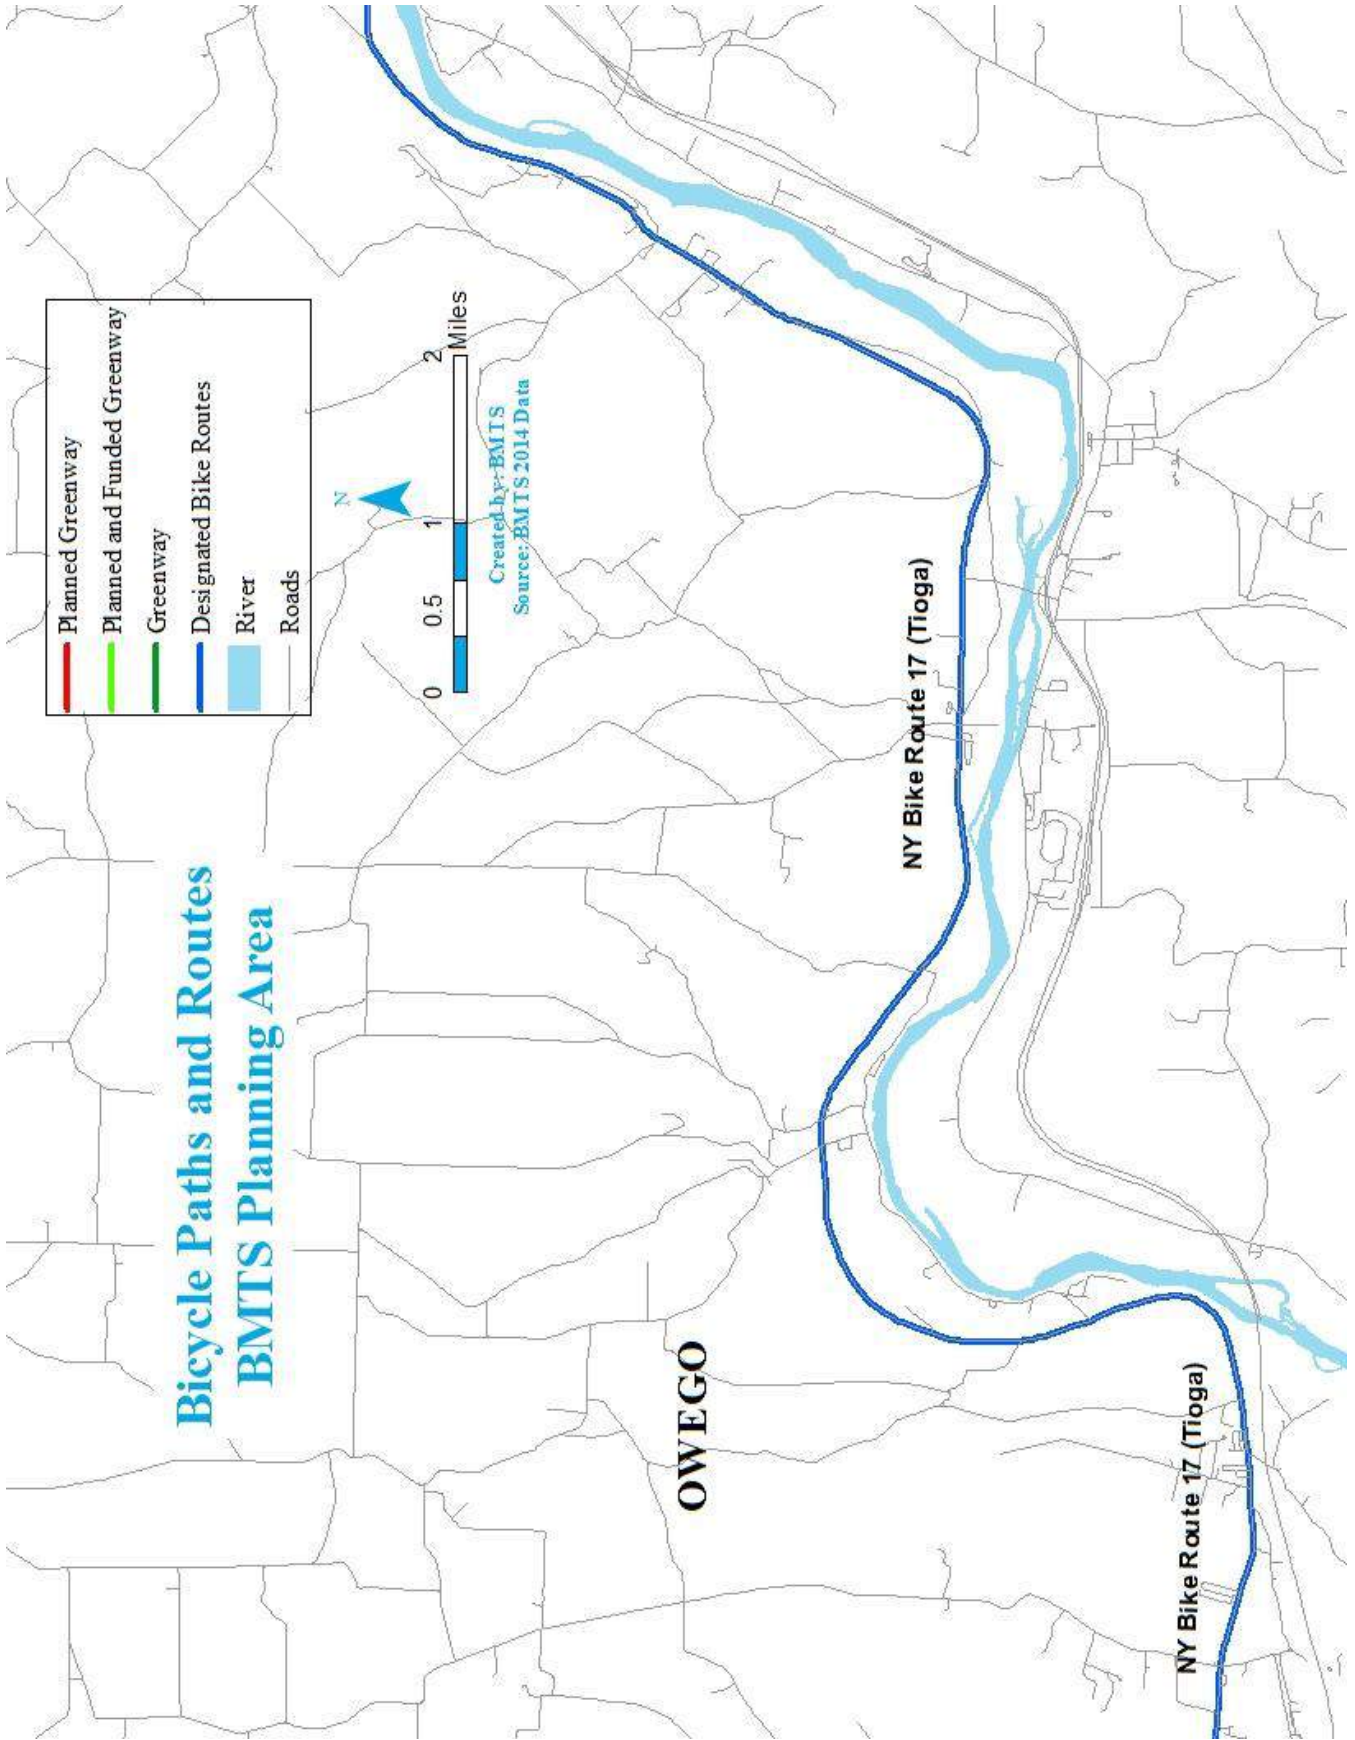 Bicycle Paths and Routes
BMTS Planning Area
Planned Greenway
Planned and Funded Greenway
Greenway
Designated Bike Routes
River
Roads
N
0 0.5 1 2
Miles
Created by: BMTS
Source: BMTS 2014 Data
OWEGO
NY Bike Route 17 (Tioga)
NY Bike Route 17 (Tioga)